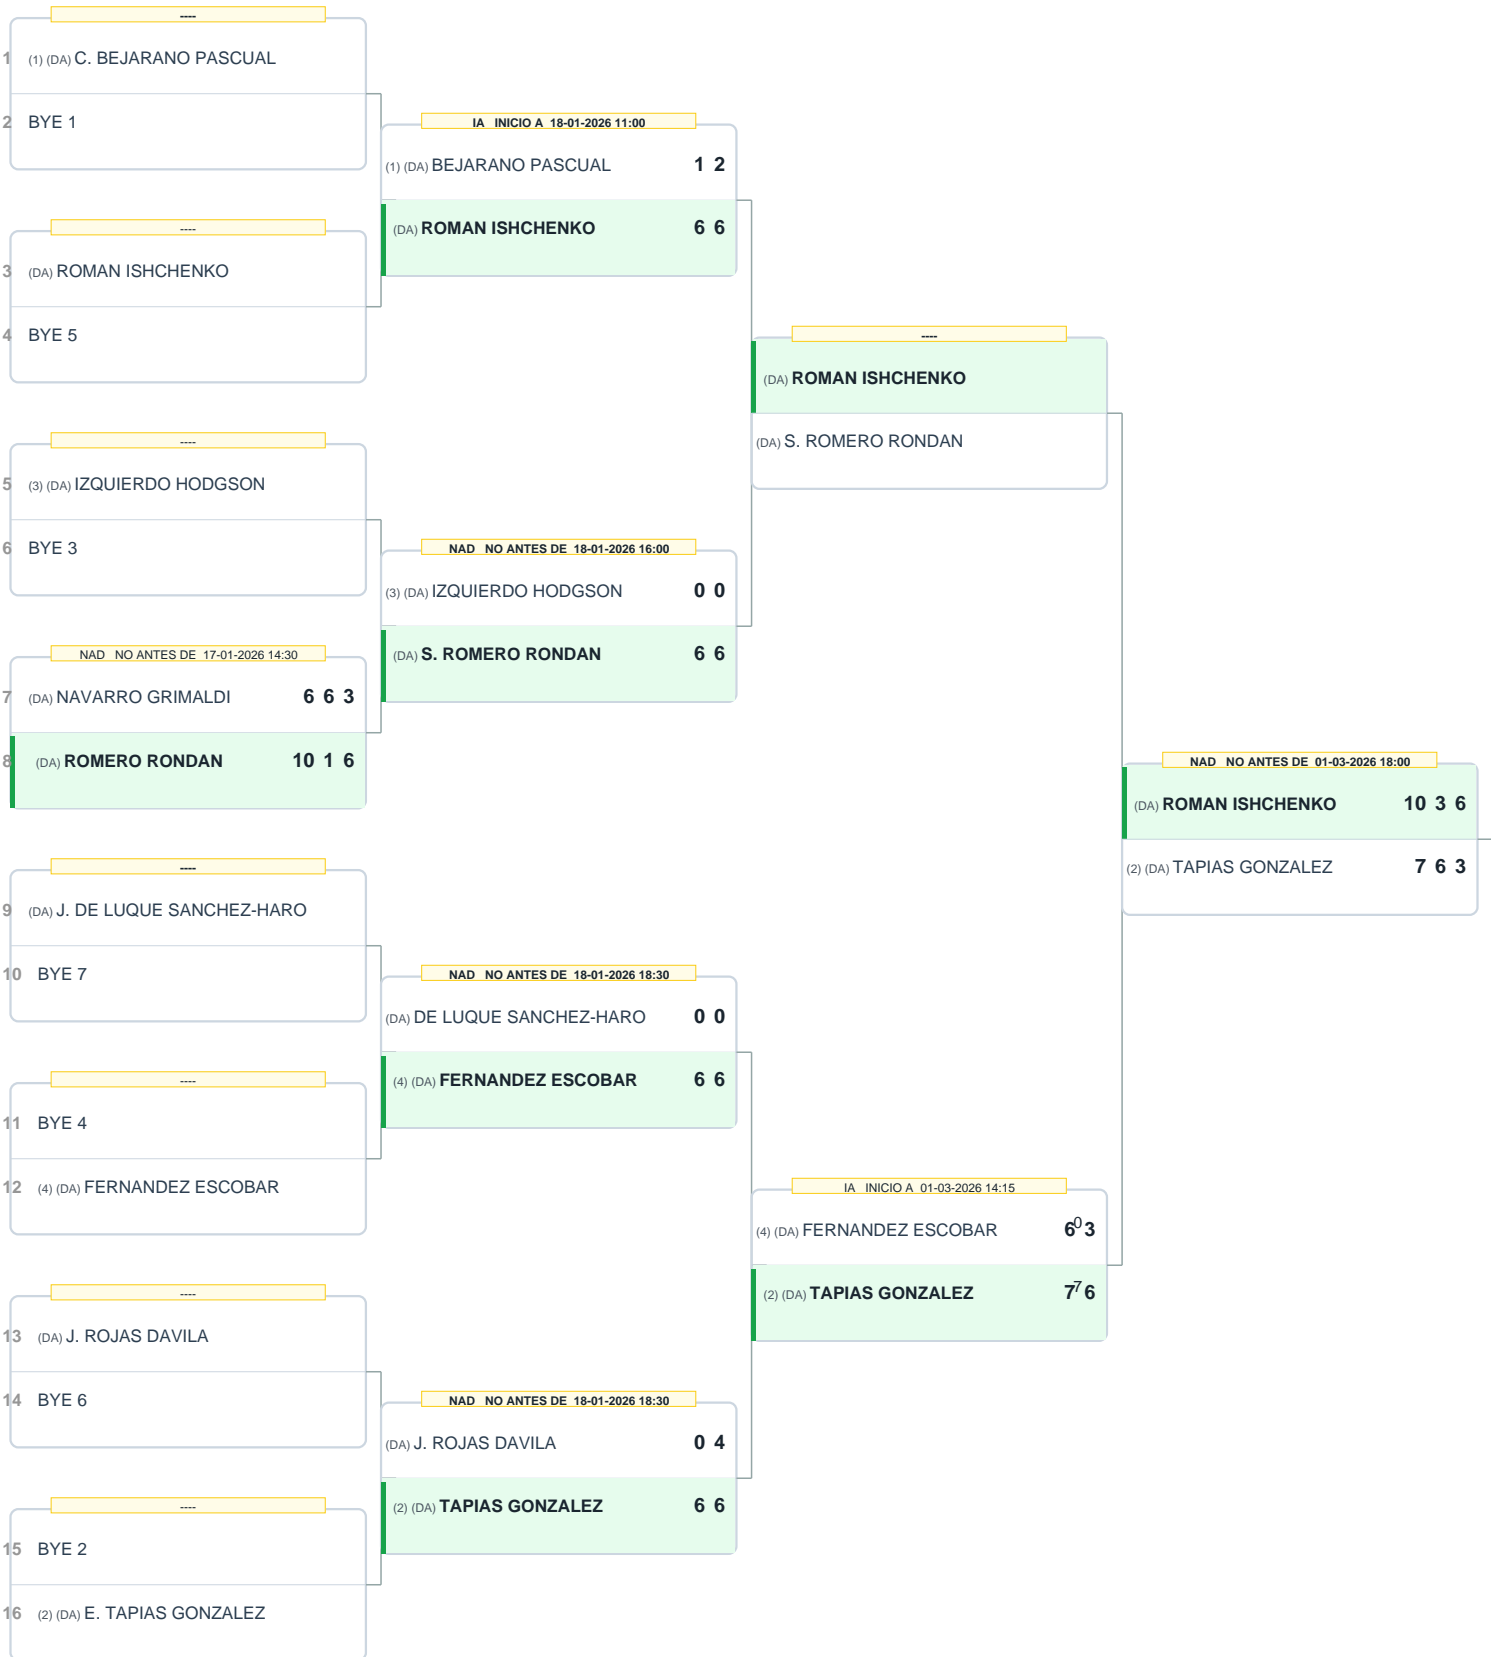 ----
1 (1) (DA) C. BEJARANO PASCUAL
2 BYE 1
----
3 (DA) ROMAN ISHCHENKO
4 BYE 5
----
5 (3) (DA) IZQUIERDO HODGSON
6 BYE 3
NAD NO ANTES DE 17-01-2026 14:30
7 (DA) NAVARRO GRIMALDI 6 6 3
8 (DA) ROMERO RONDAN 10 1 6
----
9 (DA) J. DE LUQUE SANCHEZ-HARO
10 BYE 7
----
11 BYE 4
12 (4) (DA) FERNANDEZ ESCOBAR
----
13 (DA) J. ROJAS DAVILA
14 BYE 6
----
15 BYE 2
16 (2) (DA) E. TAPIAS GONZALEZ
IA INICIO A 18-01-2026 11:00
(1) (DA) BEJARANO PASCUAL 1 2
(DA) ROMAN ISHCHENKO 6 6
NAD NO ANTES DE 18-01-2026 16:00
(3) (DA) IZQUIERDO HODGSON 0 0
(DA) S. ROMERO RONDAN 6 6
NAD NO ANTES DE 18-01-2026 18:30
(DA) DE LUQUE SANCHEZ-HARO 0 0
(4) (DA) FERNANDEZ ESCOBAR 6 6
NAD NO ANTES DE 18-01-2026 18:30
(DA) J. ROJAS DAVILA 0 4
(2) (DA) TAPIAS GONZALEZ 6 6
----
(DA) ROMAN ISHCHENKO
(DA) S. ROMERO RONDAN
IA INICIO A 01-03-2026 14:15
(4) (DA) FERNANDEZ ESCOBAR 6 0 3
(2) (DA) TAPIAS GONZALEZ 7 7 6
NAD NO ANTES DE 01-03-2026 18:00
(DA) ROMAN ISHCHENKO 10 3 6
(2) (DA) TAPIAS GONZALEZ 7 6 3